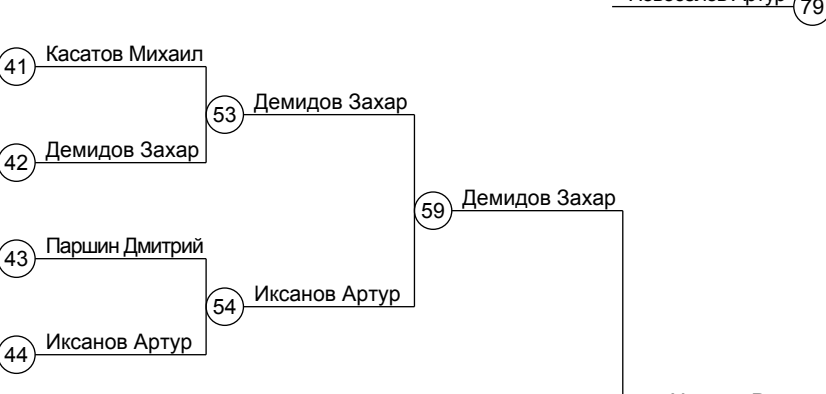 Артур
79
41 Касатов Михаил
53 Демидов Захар
42 Демидов Захар
59 Демидов Захар
43 Паршин Дмитрий
54 Иксанов Артур
44 Иксанов Артур